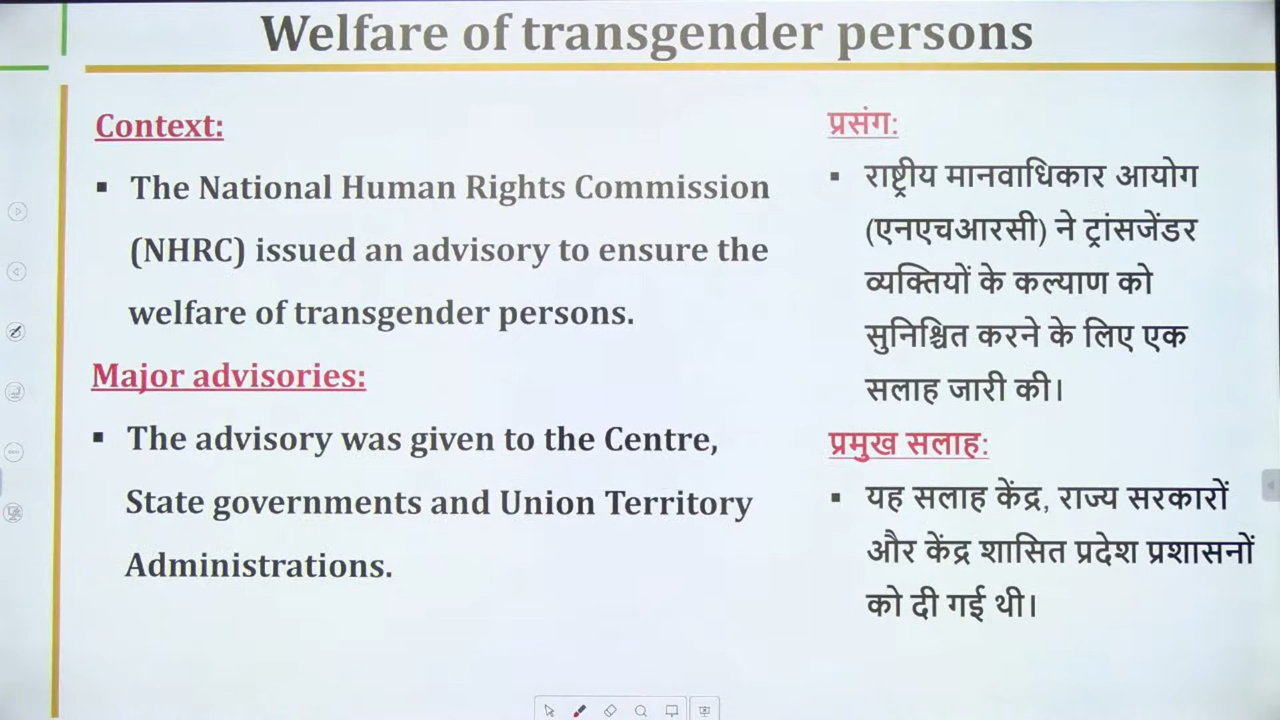 Welfare of transgender persons
Context:
▪ The National Human Rights Commission
(NHRC) issued an advisory to ensure the
welfare of transgender persons.
Major advisories:
▪ The advisory was given to the Centre,
State governments and Union Territory
Administrations.
प्रसंग:
▪ राष्ट्रीय मानवाधिकार आयोग
(एनएचआरसी) ने ट्रांसजेंडर
व्यक्तियों के कल्याण को
सुनिश्चित करने के लिए एक
सलाह जारी की।
प्रमुख सलाह:
▪ यह सलाह केंद्र, राज्य सरकारों
और केंद्र शासित प्रदेश प्रशासनों
को दी गई थी।